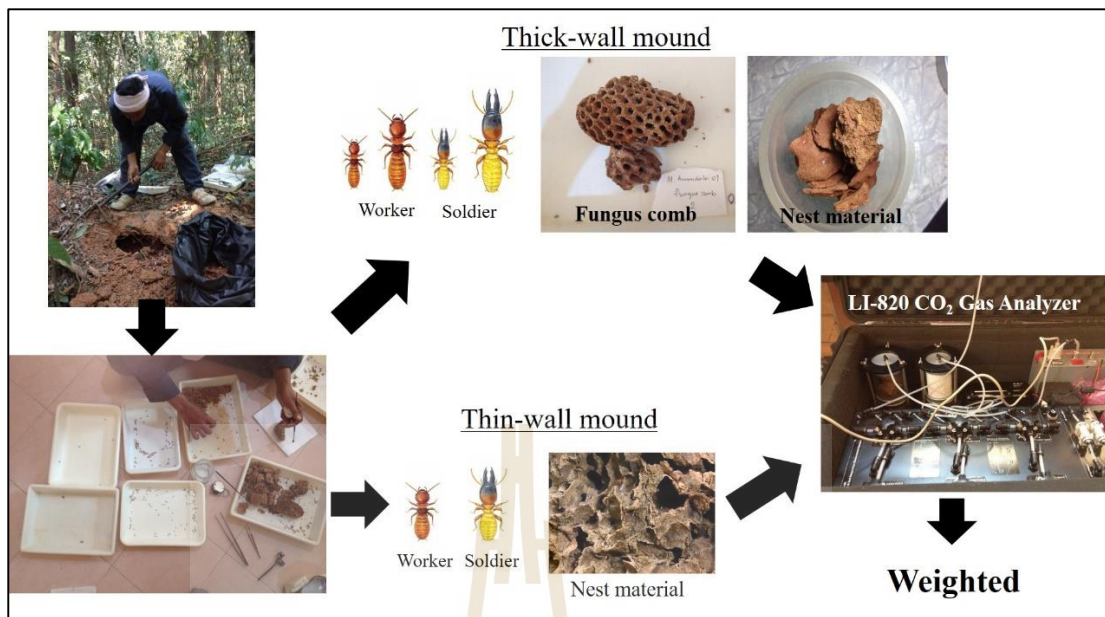 Thick-wall mound
Worker
Soldier
Fungus comb
Nest material
LI-820 CO₂ Gas Analyzer
Thin-wall mound
Worker
Soldier
Nest material
Weighted